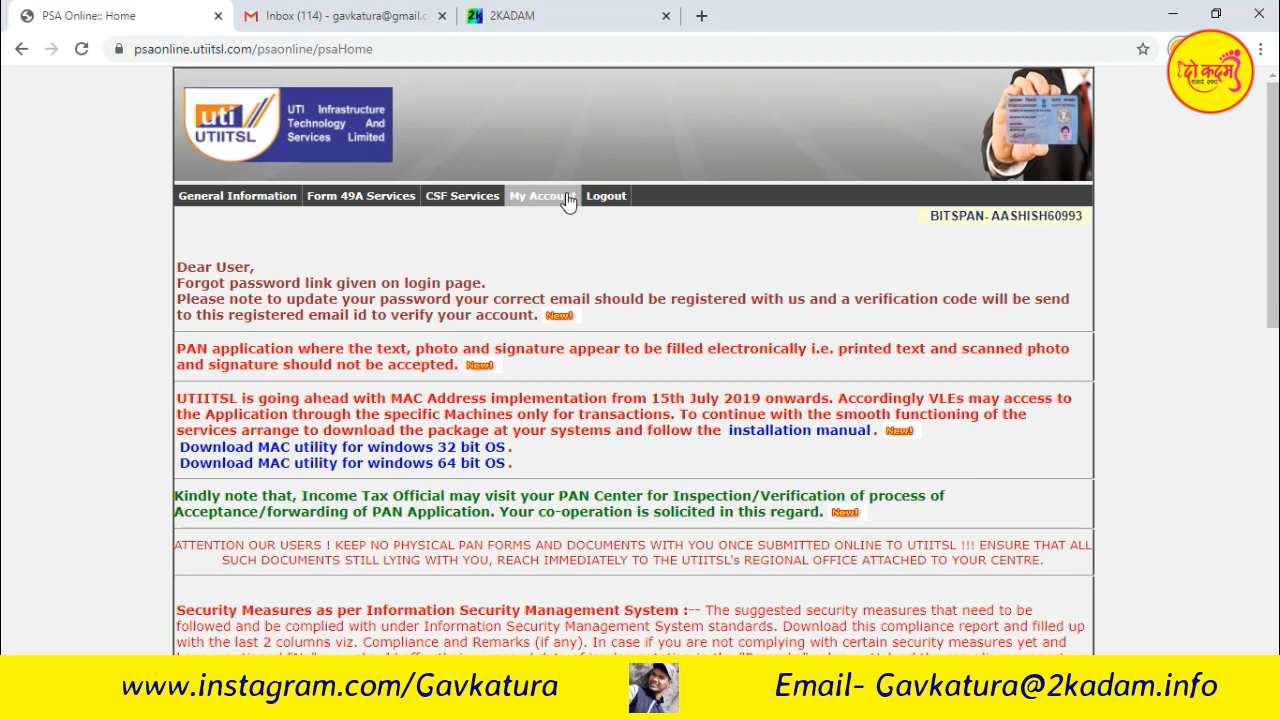 PSA Online:: Home
Inbox (114) - gavkatura@gmail.c
2k 2KADAM
psaonline.utiitsl.com/psaonline/psaHome
दो कदम
हमारे साथ
uti
UTIITSL
UTI Infrastructure
Technology And
Services Limited
General Information Form 49A Services CSF Services My Account Logout
BITSPAN- AASHISH60993
Dear User,
Forgot password link given on login page.
Please note to update your password your correct email should be registered with us and a verification code will be send
to this registered email id to verify your account. New!
PAN application where the text, photo and signature appear to be filled electronically i.e. printed text and scanned photo
and signature should not be accepted. New!
UTIITSL is going ahead with MAC Address implementation from 15th July 2019 onwards. Accordingly VLEs may access to
the Application through the specific Machines only for transactions. To continue with the smooth functioning of the
services arrange to download the package at your systems and follow the installation manual. New!
Download MAC utility for windows 32 bit OS.
Download MAC utility for windows 64 bit OS.
Kindly note that, Income Tax Official may visit your PAN Center for Inspection/Verification of process of
Acceptance/forwarding of PAN Application. Your co-operation is solicited in this regard. New!
ATTENTION OUR USERS ! KEEP NO PHYSICAL PAN FORMS AND DOCUMENTS WITH YOU ONCE SUBMITTED ONLINE TO UTIITSL !!! ENSURE THAT ALL
SUCH DOCUMENTS STILL LYING WITH YOU, REACH IMMEDIATELY TO THE UTIITSL's REGIONAL OFFICE ATTACHED TO YOUR CENTRE.
Security Measures as per Information Security Management System :-- The suggested security measures that need to be
followed and be complied with under Information Security Management System standards. Download this compliance report and filled up
with the last 2 columns viz. Compliance and Remarks (if any). In case if you are not complying with certain security measures yet and
www.instagram.com/Gavkatura
Email- Gavkatura@2kadam.info